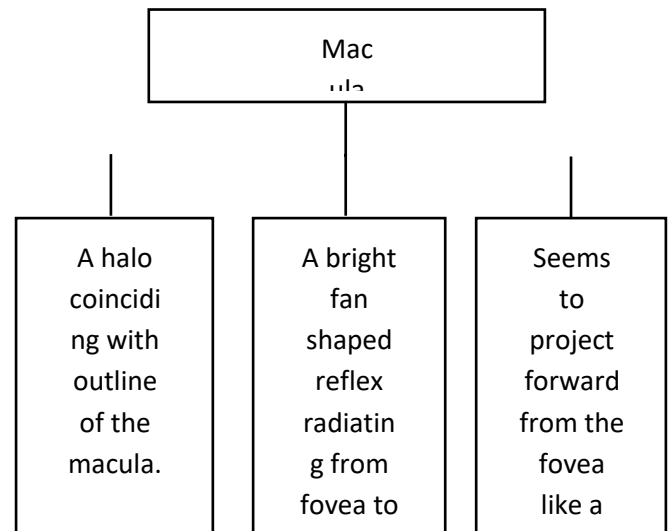 Mac
ula
A halo
coincidi
ng with
outline
of the
macula.
A bright
fan
shaped
reflex
radiatin
g from
fovea to
Seems
to
project
forward
from the
fovea
like a